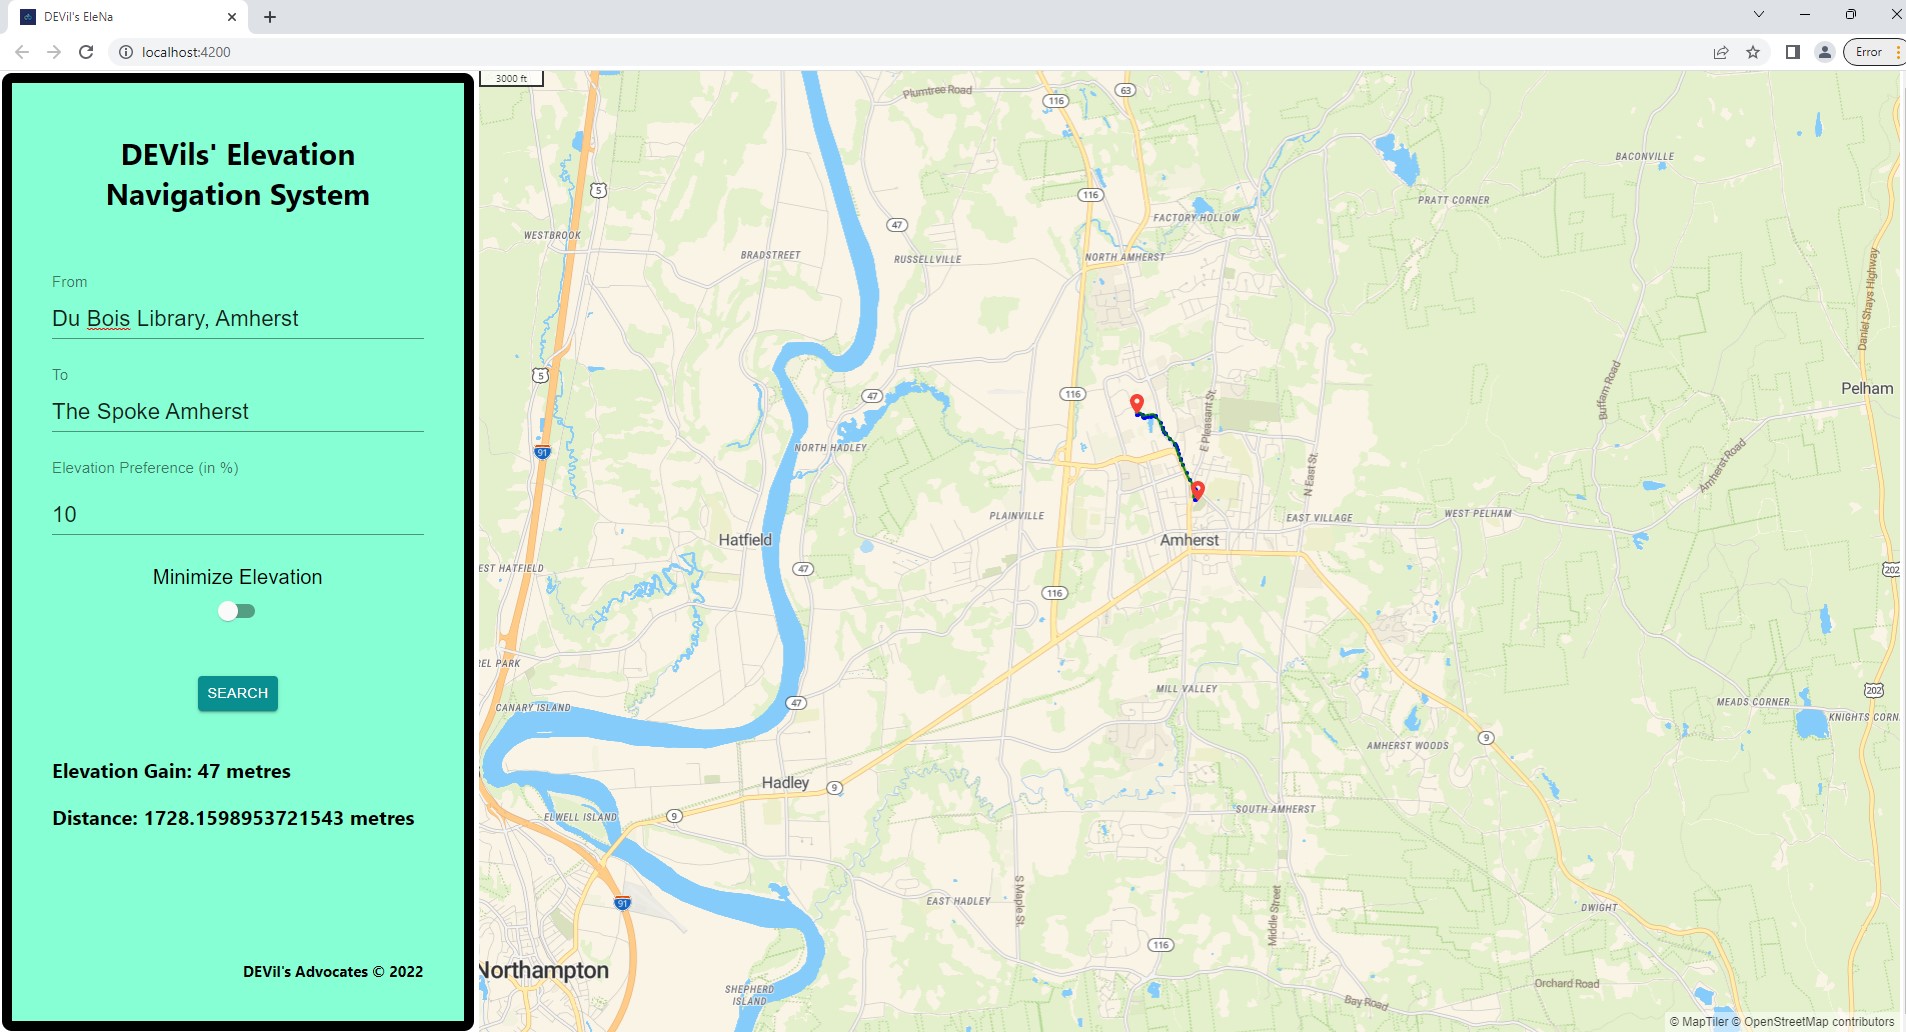 DEVil's EleNa
localhost:4200
Error
DEVils' Elevation
Navigation System
From
Du Bois Library, Amherst
To
The Spoke Amherst
Elevation Preference (in %)
10
Minimize Elevation
SEARCH
Elevation Gain: 47 metres
Distance: 1728.1598953721543 metres
DEVil's Advocates © 2022
3000 ft
Plumtree Road
63
116
BACONVILLE
5
116
PRATT CORNER
47
FACTORY HOLLOW
WESTBROOK
BRADSTREET
RUSSELLVILLE
NORTH AMHERST
Daniel Shays Highway
5
47
116
Buffam Road
Pelham
E Pleasant St.
NORTH HADLEY
91
N East St.
Amherst Road
PLAINVILLE
EAST VILLAGE
WEST PELHAM
Hatfield
Amherst
EST HATFIELD
47
202
116
REL PARK
MILL VALLEY
202
CANARY ISLAND
47
MEADS CORNER
KNIGHTS CORN
9
AMHERST WOODS
Hadley
9
ELWELL ISLAND
9
SOUTH AMHERST
91
S Maple St.
EAST HADLEY
Middle Street
DWIGHT
116
Northampton
SHEPHERD
ISLAND
Bay Road
Orchard Road
© MapTiler © OpenStreetMap contributors